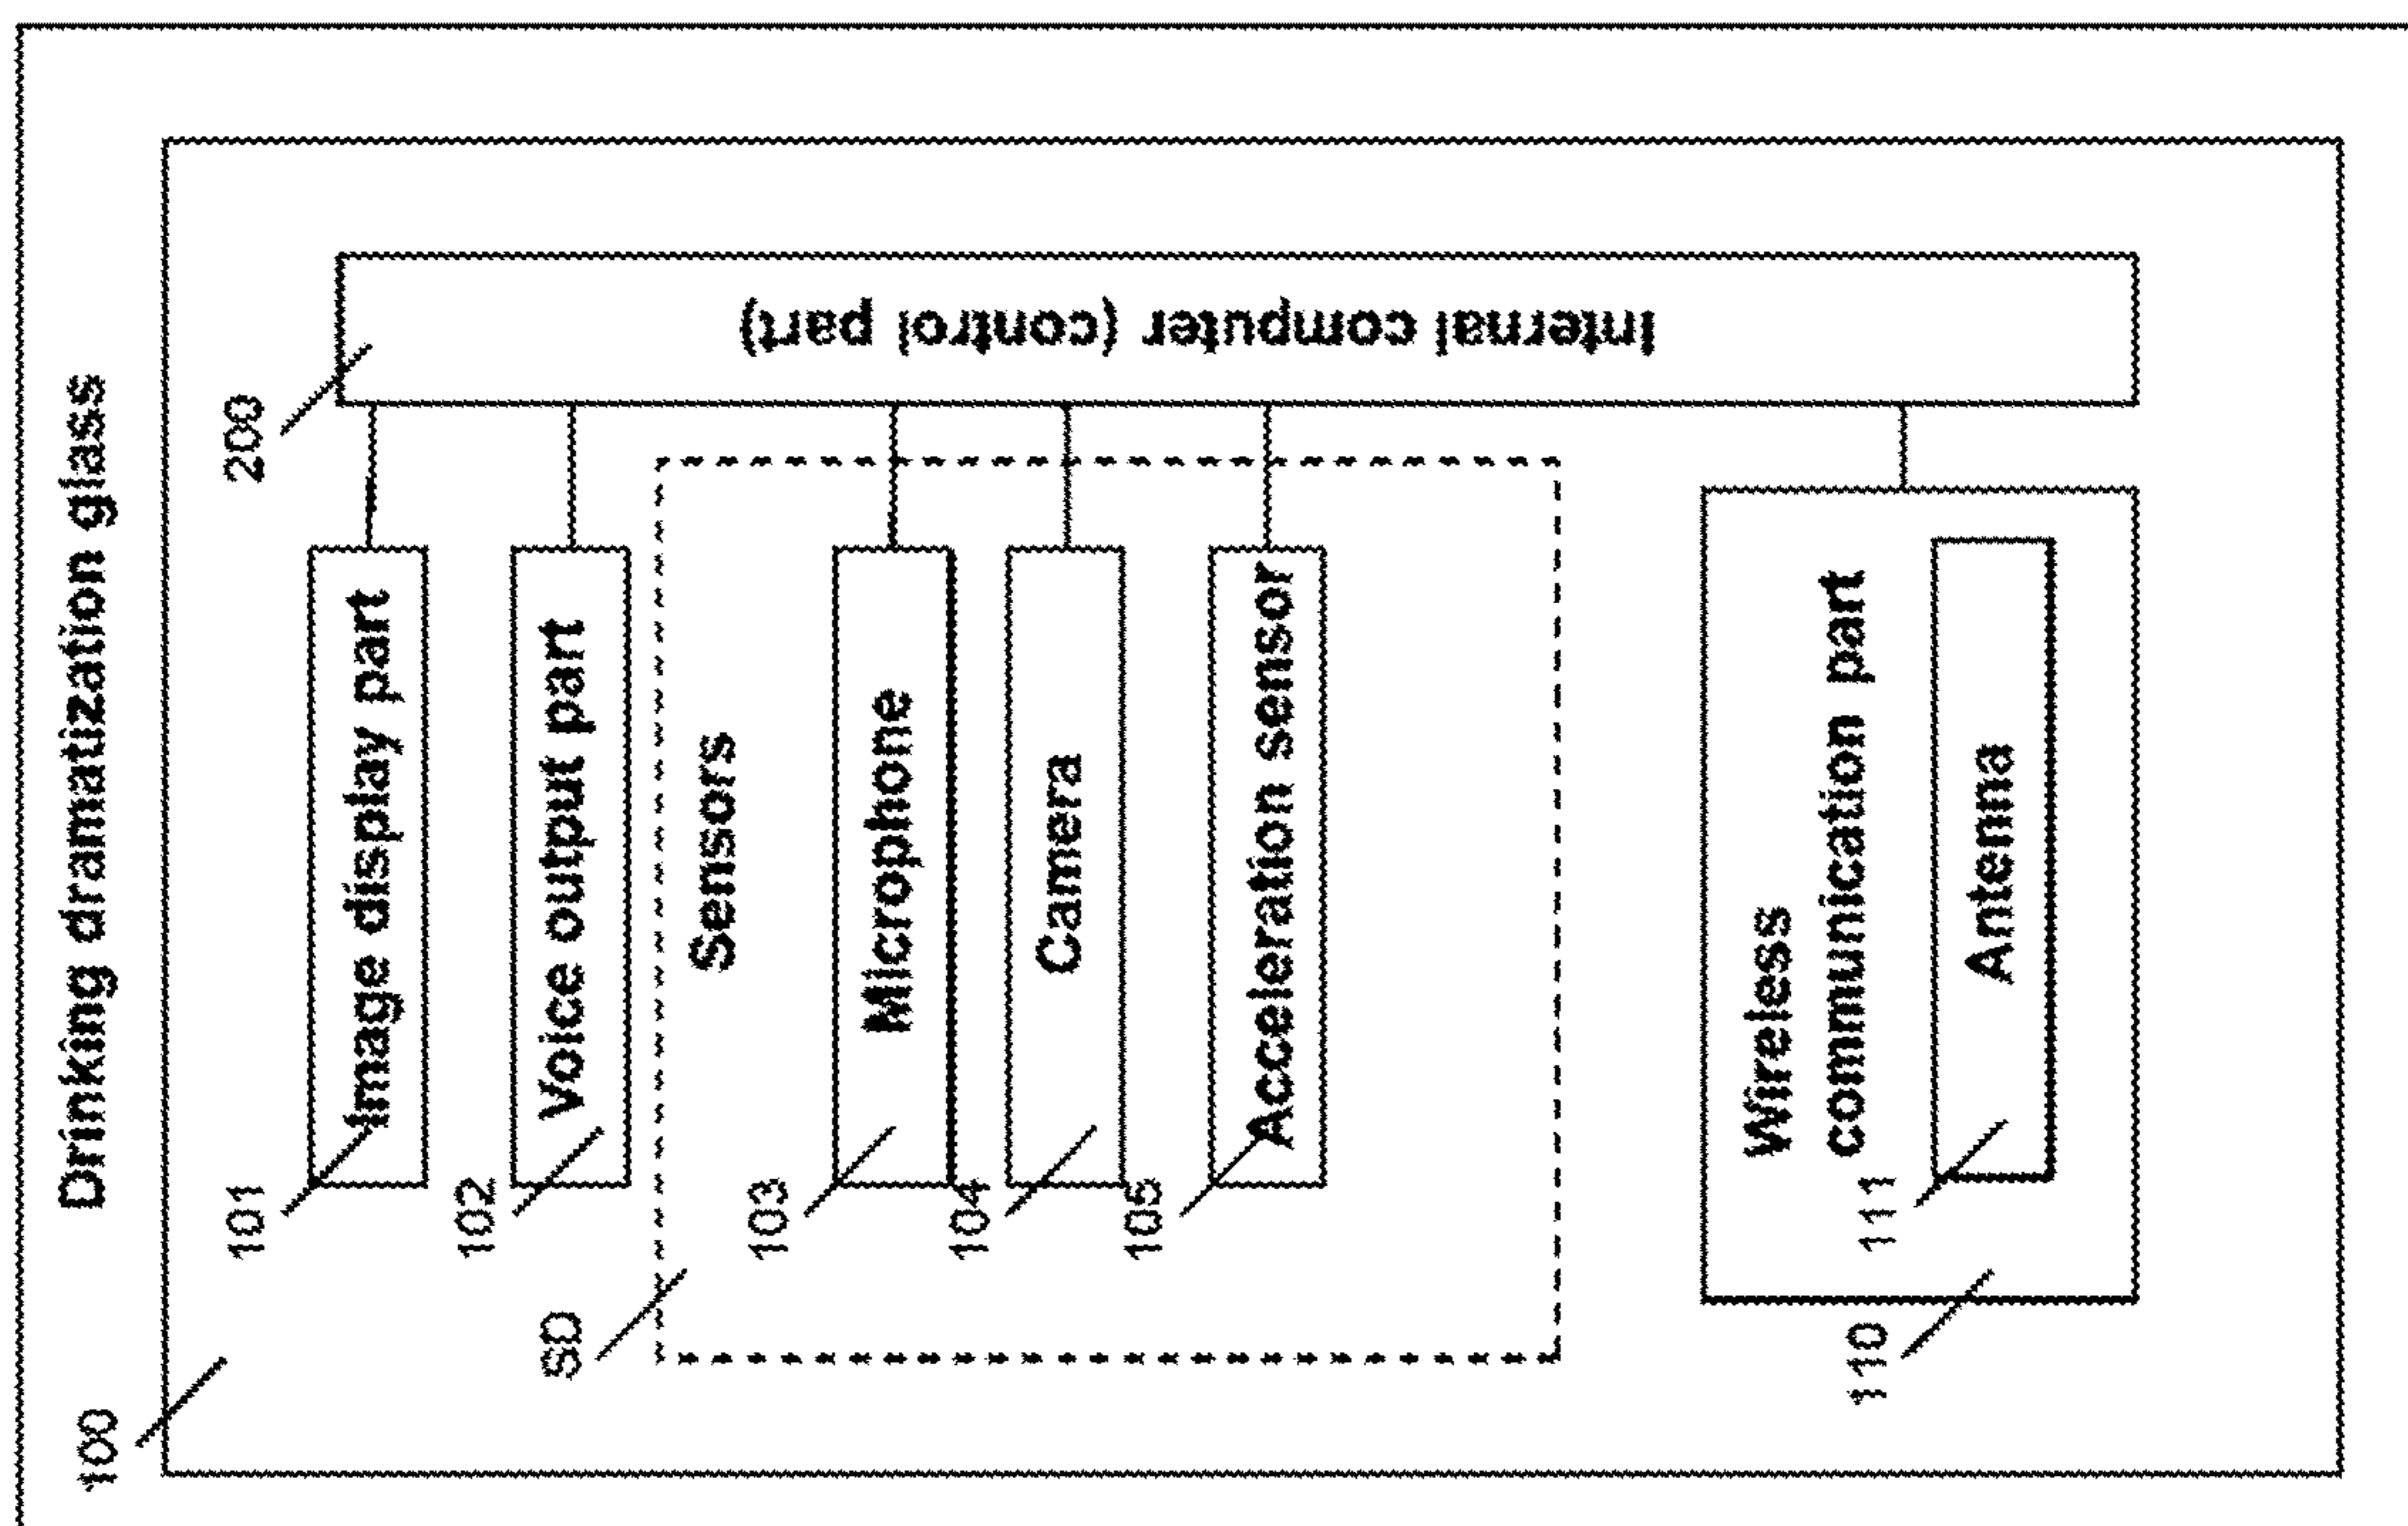 Drinking dramatization glass
100
200
101
Image display part
102
Voice output part
SD
Sensors
103
Microphone
104
Camera
105
Acceleration sensor
110
Wireless
communication part
111
Antenna
Internal computer (control part)